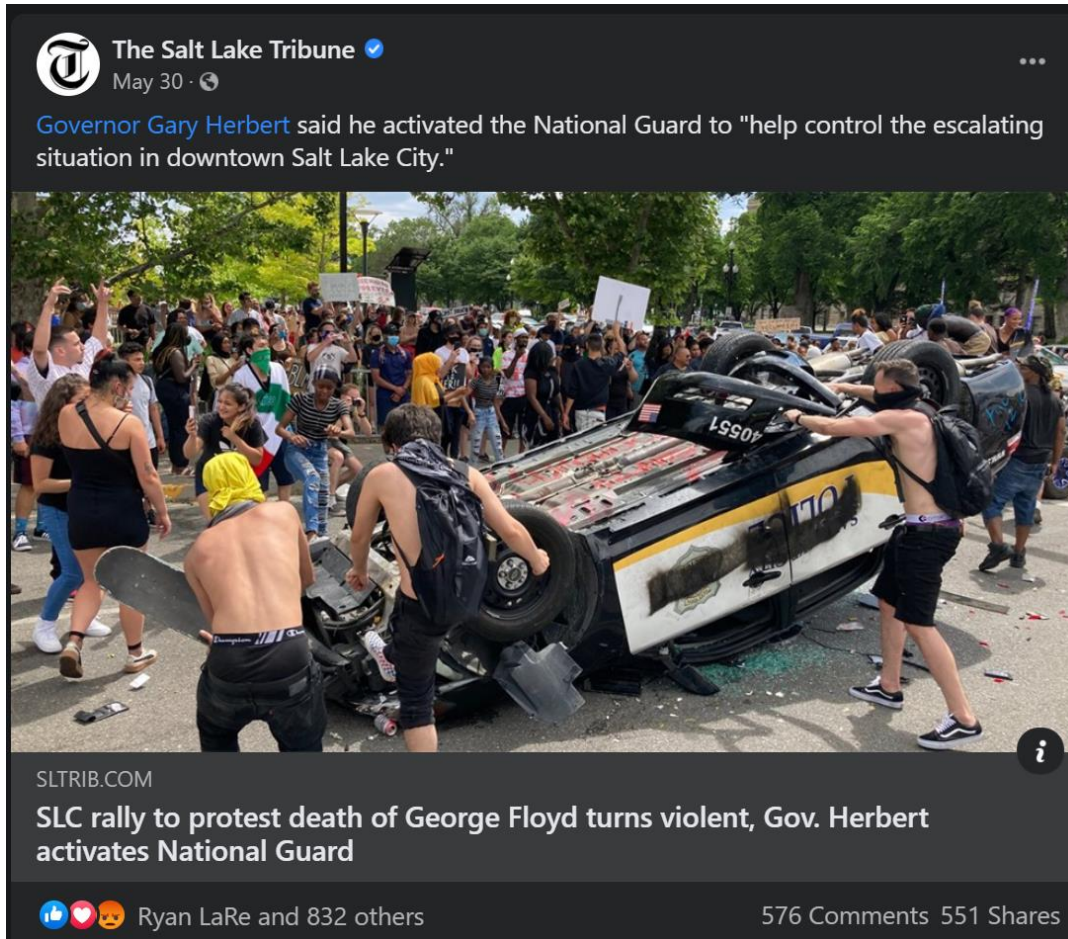 The Salt Lake Tribune
May 30 ·
Governor Gary Herbert said he activated the National Guard to "help control the escalating
situation in downtown Salt Lake City."
40551
SLTRIB.COM
SLC rally to protest death of George Floyd turns violent, Gov. Herbert
activates National Guard
Ryan LaRe and 832 others
576 Comments 551 Shares